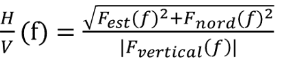 H/V (f) = √(F_est(f)² + F_nord(f)²) / |F_vertical(f)|